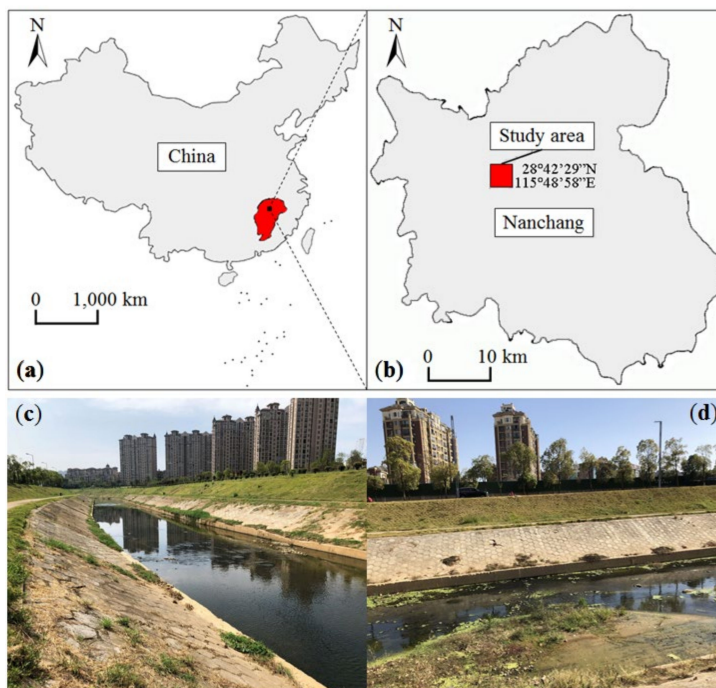 N
China
0 1,000 km
(a)
N
Study area
28°42'29"N
115°48'58"E
Nanchang
0 10 km
(b)
(c)
(d)